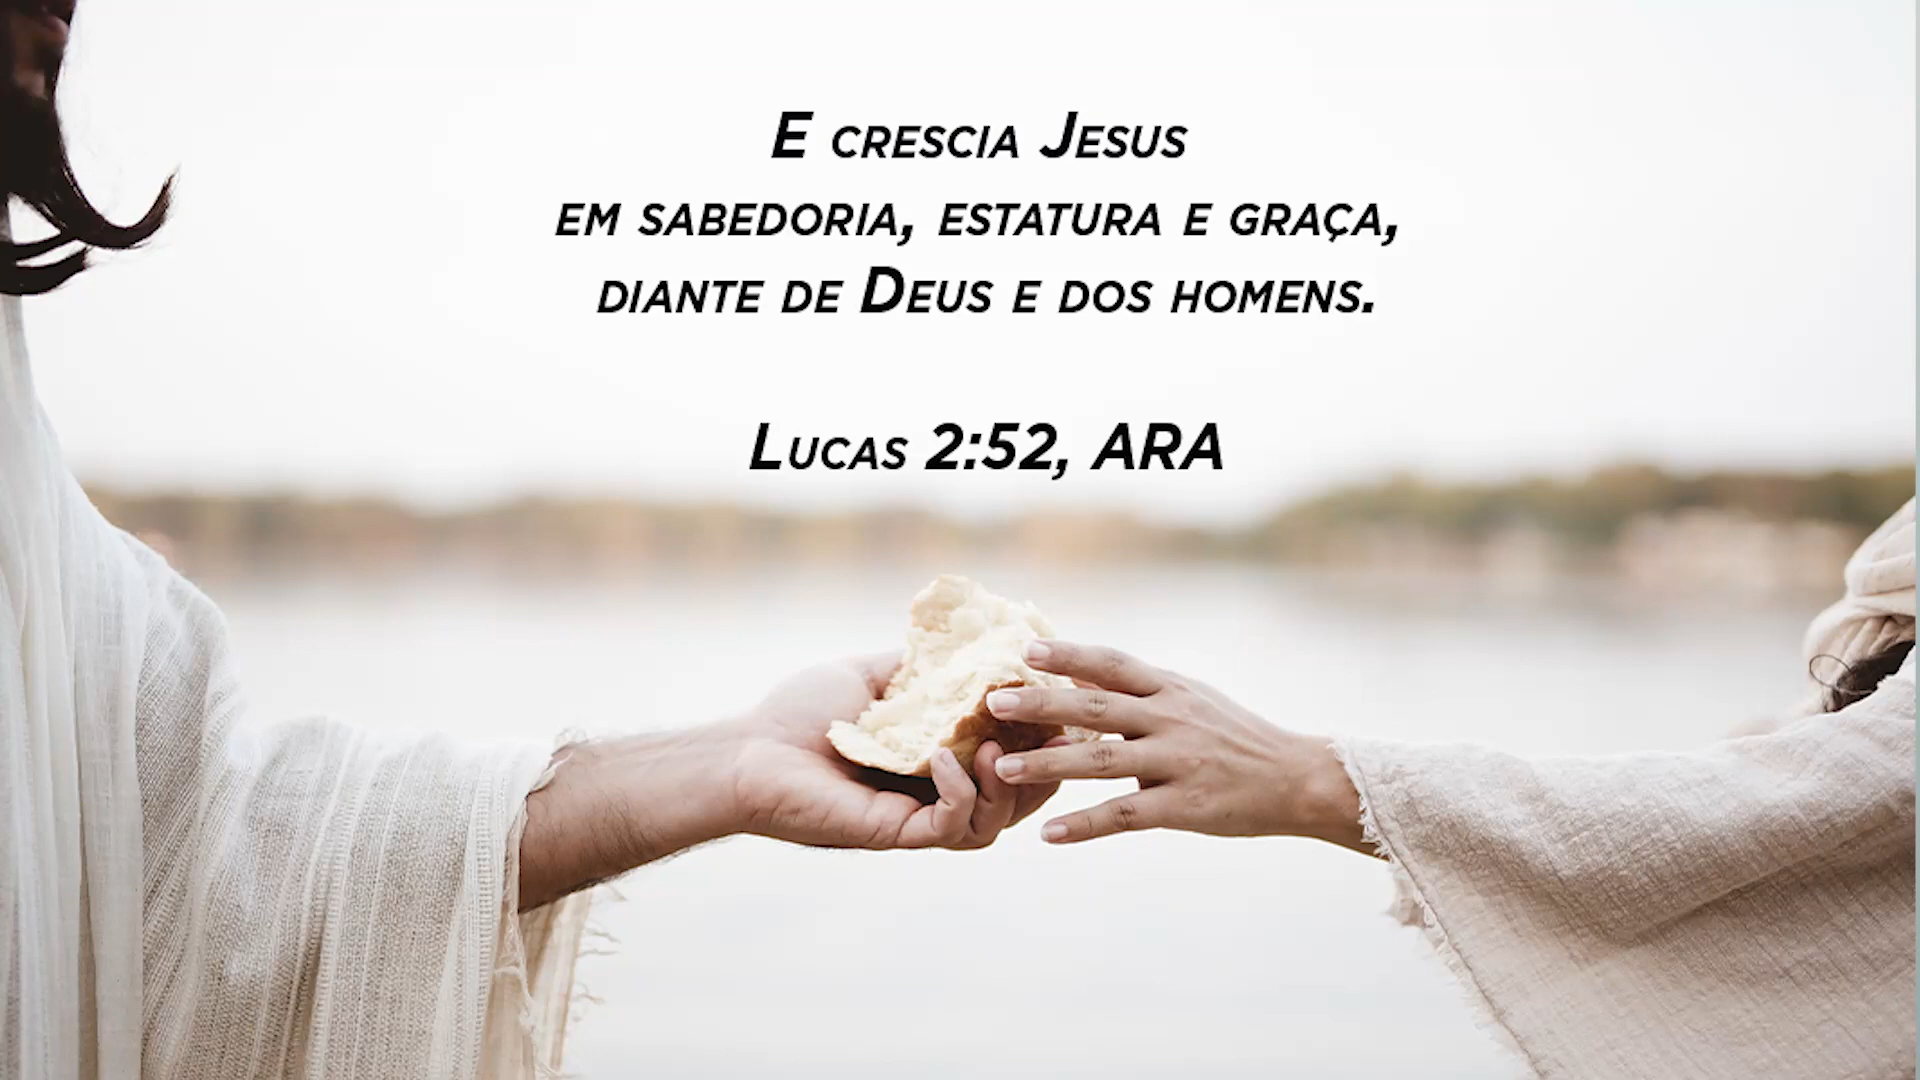 E crescia Jesus
em sabedoria, estatura e graça,
diante de Deus e dos homens.
Lucas 2:52, ARA